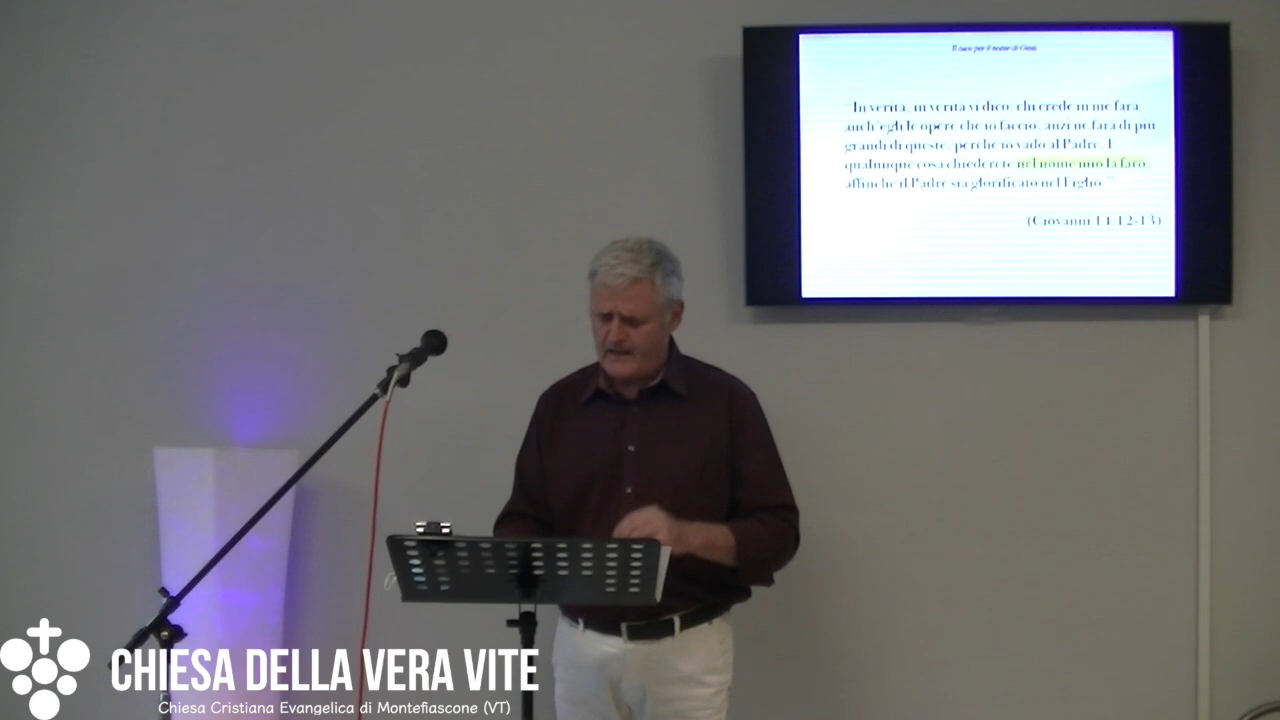 Il caso per il nome di Gesù
“In verità, in verità vi dico: chi crede in me farà
anch'egli le opere che io faccio, anzi ne farà di più
grandi di queste, perché io vado al Padre. E
qualunque cosa chiederete nel nome mio la farò,
affinché il Padre sia glorificato nel Figlio.”
(Giovanni 14:12-13)
CHIESA DELLA VERA VITE
Chiesa Cristiana Evangelica di Montefiascone (VT)